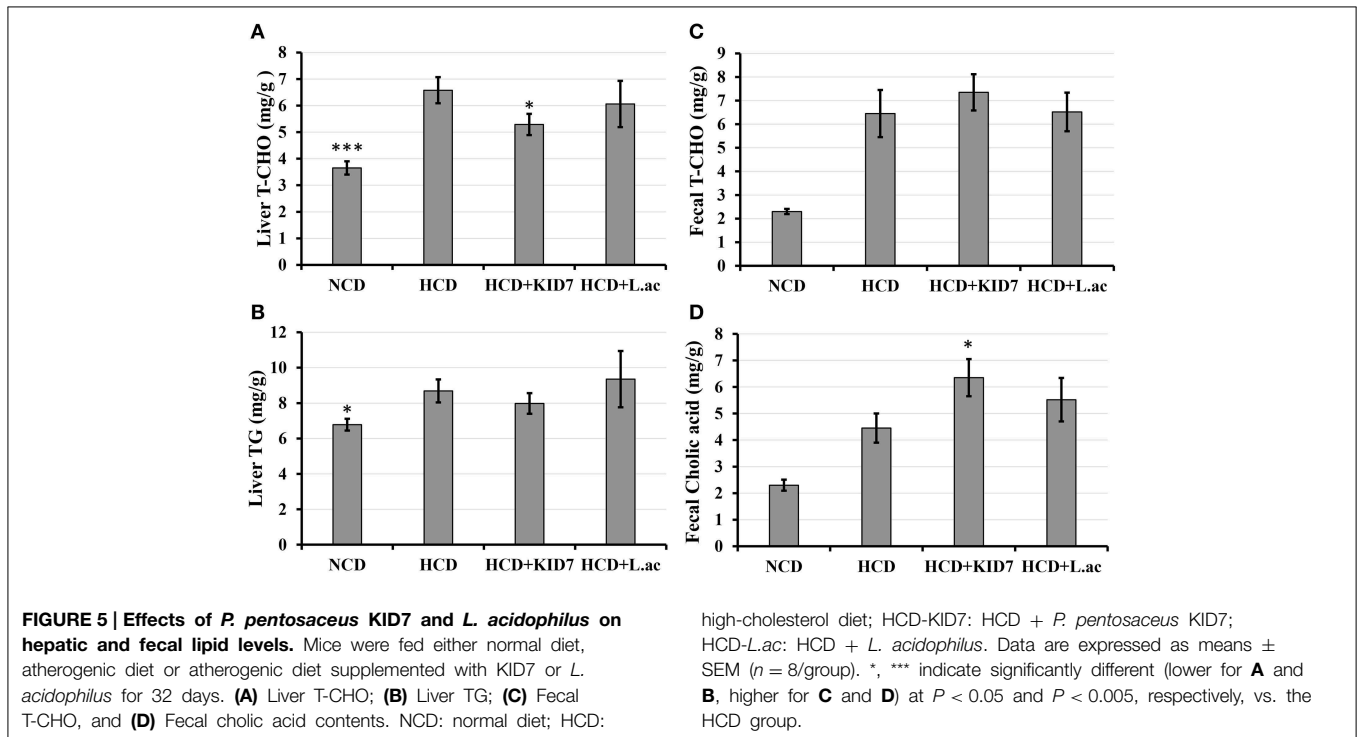 A
8
7
6
5
4
3
2
1
0
Liver T-CHO (mg/g )
***
*
NCD HCD HCD+KID7 HCD+L.ac
B
12
10
8
6
4
2
0
Liver TG (mg/g)
*
NCD HCD HCD+KID7 HCD+L.ac
C
9
8
7
6
5
4
3
2
1
0
Fecal T-CHO (mg/g)
NCD HCD HCD+KID7 HCD+L.ac
D
8
7
6
5
4
3
2
1
0
Fecal Cholic acid (mg/g)
*
NCD HCD HCD+KID7 HCD+L.ac
FIGURE 5 | Effects of P. pentosaceus KID7 and L. acidophilus on
hepatic and fecal lipid levels. Mice were fed either normal diet,
atherogenic diet or atherogenic diet supplemented with KID7 or L.
acidophilus for 32 days. (A) Liver T-CHO; (B) Liver TG; (C) Fecal
T-CHO, and (D) Fecal cholic acid contents. NCD: normal diet; HCD:
high-cholesterol diet; HCD-KID7: HCD + P. pentosaceus KID7;
HCD-L.ac: HCD + L. acidophilus. Data are expressed as means ±
SEM (n = 8/group). *, *** indicate significantly different (lower for A and
B, higher for C and D) at P < 0.05 and P < 0.005, respectively, vs. the
HCD group.